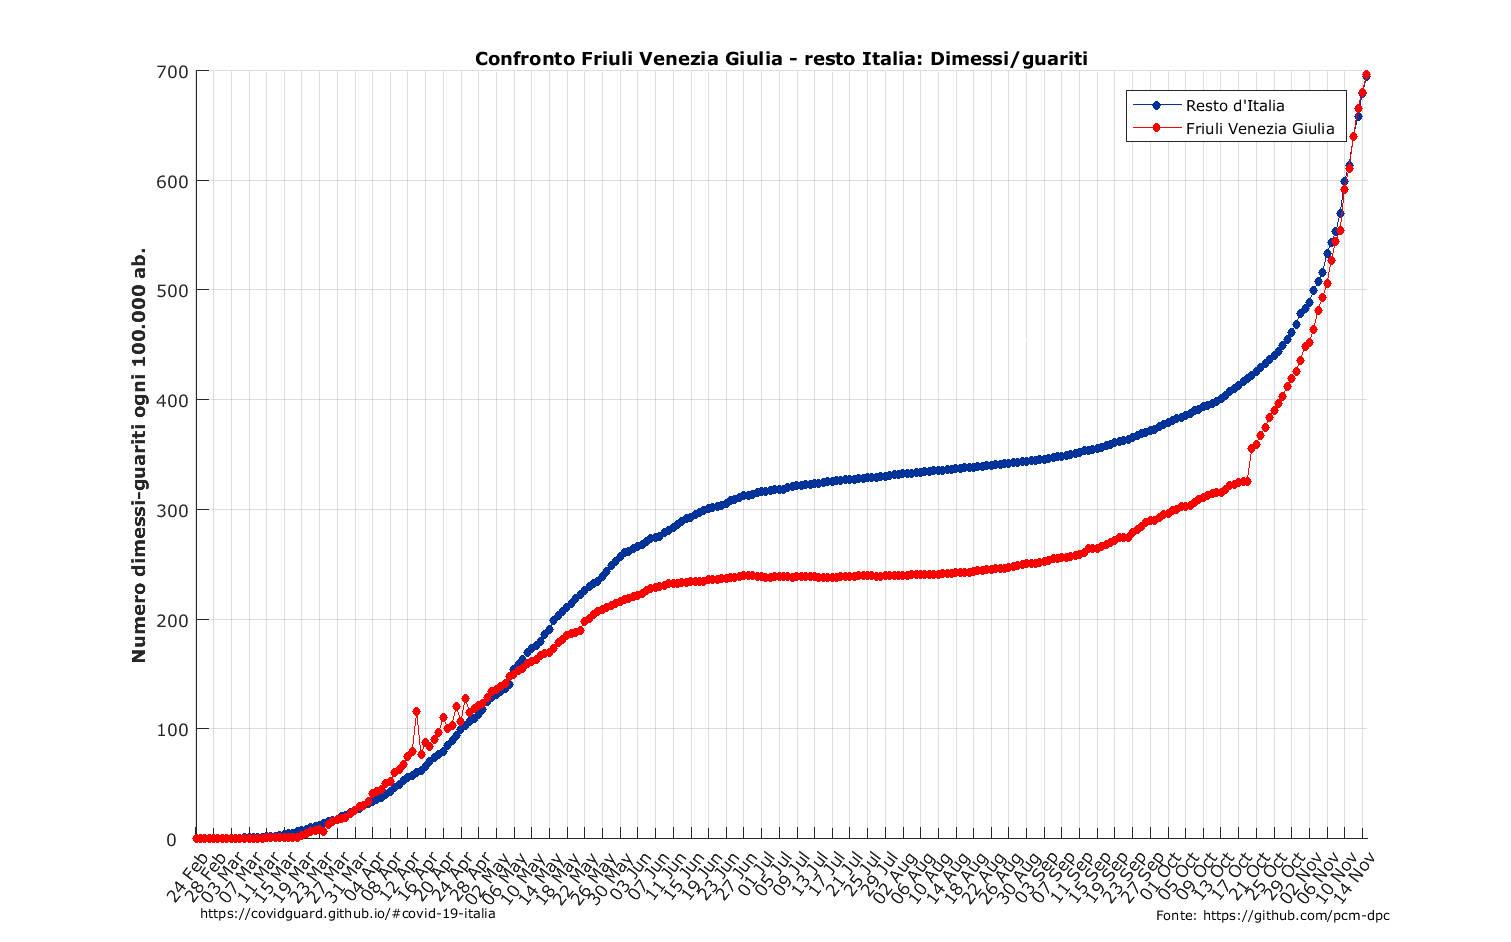 Confronto Friuli Venezia Giulia - resto Italia: Dimessi/guariti
Resto d'Italia
Friuli Venezia Giulia
Numero dimessi-guariti ogni 100.000 ab.
700
600
500
400
300
200
100
0
24 Feb
28 Feb
03 Mar
07 Mar
11 Mar
15 Mar
19 Mar
23 Mar
27 Mar
31 Mar
04 Apr
08 Apr
12 Apr
16 Apr
20 Apr
24 Apr
28 Apr
02 May
06 May
10 May
14 May
18 May
22 May
26 May
30 May
03 Jun
07 Jun
11 Jun
15 Jun
19 Jun
23 Jun
27 Jun
01 Jul
05 Jul
09 Jul
13 Jul
17 Jul
21 Jul
25 Jul
29 Jul
02 Aug
06 Aug
10 Aug
14 Aug
18 Aug
22 Aug
26 Aug
30 Aug
03 Sep
07 Sep
11 Sep
15 Sep
19 Sep
23 Sep
27 Sep
01 Oct
05 Oct
09 Oct
13 Oct
17 Oct
21 Oct
25 Oct
29 Oct
02 Nov
06 Nov
10 Nov
14 Nov
https://covidguard.github.io/#covid-19-italia
Fonte: https://github.com/pcm-dpc